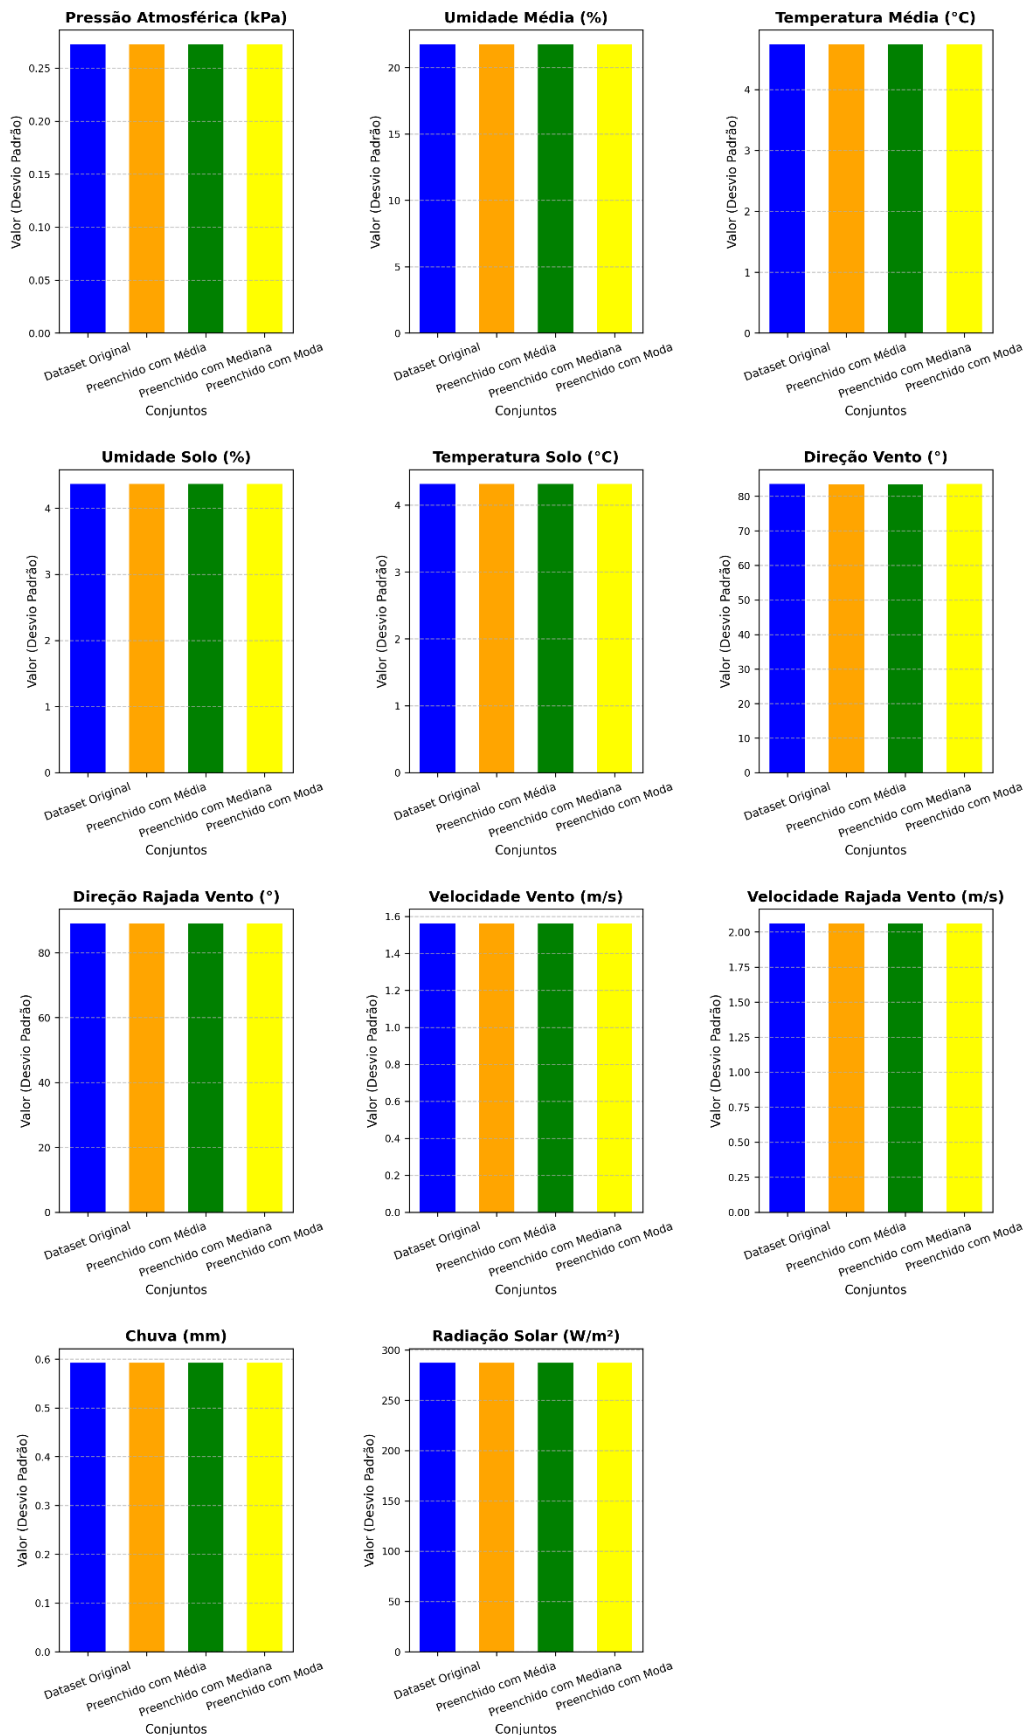 Pressão Atmosférica (kPa)
Valor (Desvio Padrão)
0.25
0.20
0.15
0.10
0.05
0.00
Dataset Original
Preenchido com Média
Preenchido com Mediana
Preenchido com Moda
Conjuntos
Umidade Média (%)
Valor (Desvio Padrão)
20
15
10
5
0
Dataset Original
Preenchido com Média
Preenchido com Mediana
Preenchido com Moda
Conjuntos
Temperatura Média (°C)
Valor (Desvio Padrão)
4
3
2
1
0
Dataset Original
Preenchido com Média
Preenchido com Mediana
Preenchido com Moda
Conjuntos
Umidade Solo (%)
Valor (Desvio Padrão)
4
3
2
1
0
Dataset Original
Preenchido com Média
Preenchido com Mediana
Preenchido com Moda
Conjuntos
Temperatura Solo (°C)
Valor (Desvio Padrão)
4
3
2
1
0
Dataset Original
Preenchido com Média
Preenchido com Mediana
Preenchido com Moda
Conjuntos
Direção Vento (°)
Valor (Desvio Padrão)
80
70
60
50
40
30
20
10
0
Dataset Original
Preenchido com Média
Preenchido com Mediana
Preenchido com Moda
Conjuntos
Direção Rajada Vento (°)
Valor (Desvio Padrão)
80
60
40
20
0
Dataset Original
Preenchido com Média
Preenchido com Mediana
Preenchido com Moda
Conjuntos
Velocidade Vento (m/s)
Valor (Desvio Padrão)
1.6
1.4
1.2
1.0
0.8
0.6
0.4
0.2
0.0
Dataset Original
Preenchido com Média
Preenchido com Mediana
Preenchido com Moda
Conjuntos
Velocidade Rajada Vento (m/s)
Valor (Desvio Padrão)
2.00
1.75
1.50
1.25
1.00
0.75
0.50
0.25
0.00
Dataset Original
Preenchido com Média
Preenchido com Mediana
Preenchido com Moda
Conjuntos
Chuva (mm)
Valor (Desvio Padrão)
0.6
0.5
0.4
0.3
0.2
0.1
0.0
Dataset Original
Preenchido com Média
Preenchido com Mediana
Preenchido com Moda
Conjuntos
Radiação Solar (W/m²)
Valor (Desvio Padrão)
300
250
200
150
100
50
0
Dataset Original
Preenchido com Média
Preenchido com Mediana
Preenchido com Moda
Conjuntos